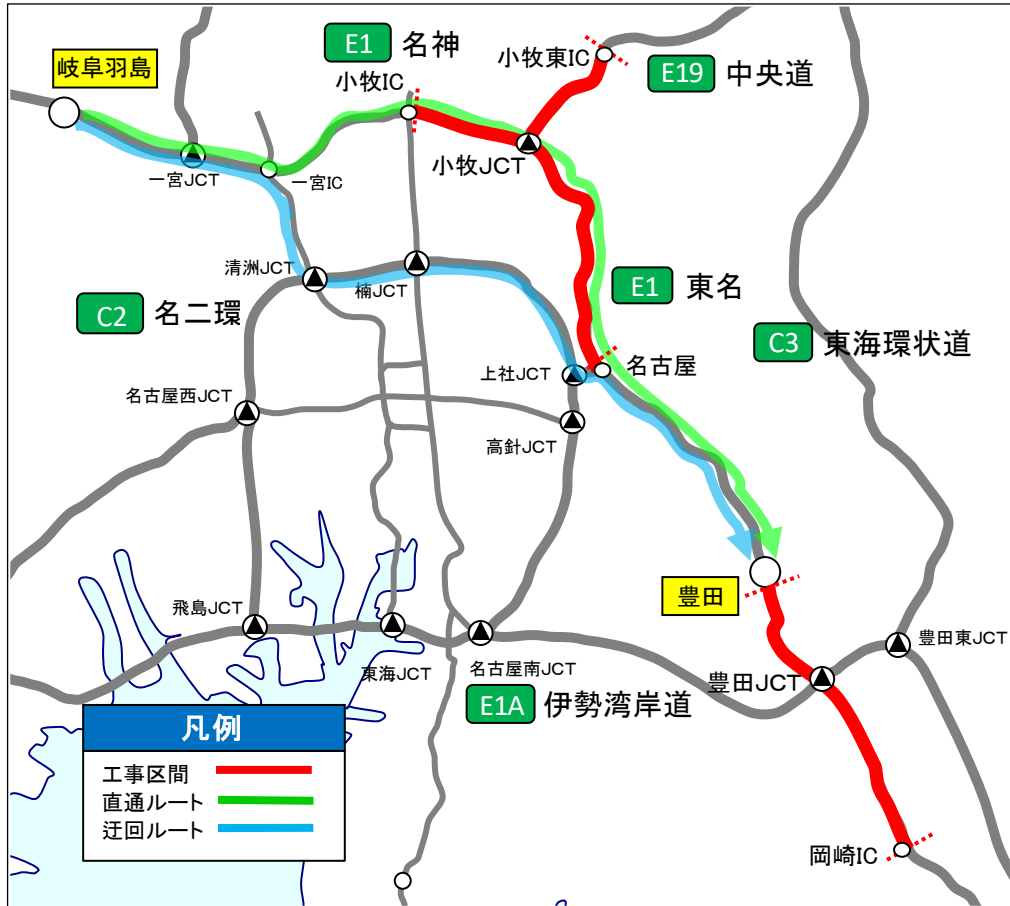 E1 名神
小牧IC
小牧東IC
E19 中央道
岐阜羽島
小牧JCT
一宮JCT
一宮IC
清洲JCT
楠JCT
E1 東名
C2 名二環
C3 東海環状道
上社JCT
名古屋
名古屋西JCT
高針JCT
豊田
飛島JCT
東海JCT
名古屋南JCT
豊田東JCT
豊田JCT
E1A 伊勢湾岸道
凡例
工事区間
直通ルート
迂回ルート
岡崎IC